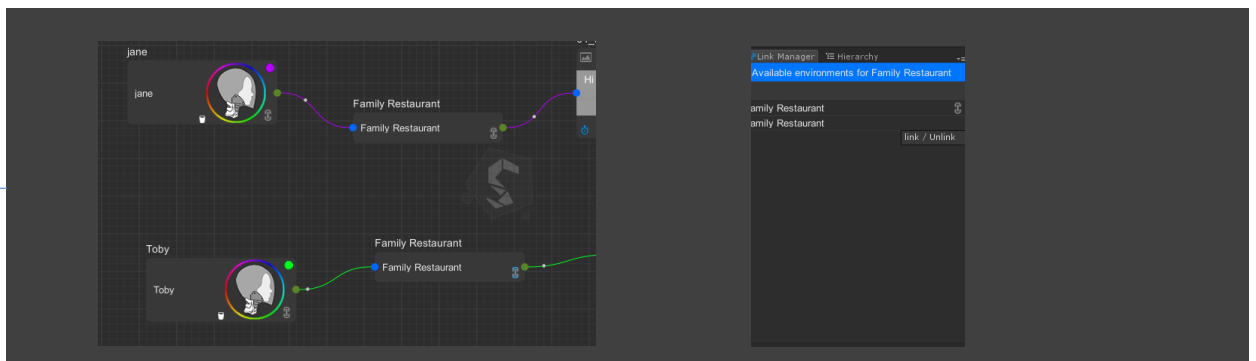 jane
jane
Family Restaurant
Family Restaurant
Hi
Toby
Toby
Family Restaurant
Family Restaurant
Link Manager
Hierarchy
Available environments for Family Restaurant
amily Restaurant
amily Restaurant
link / Unlink